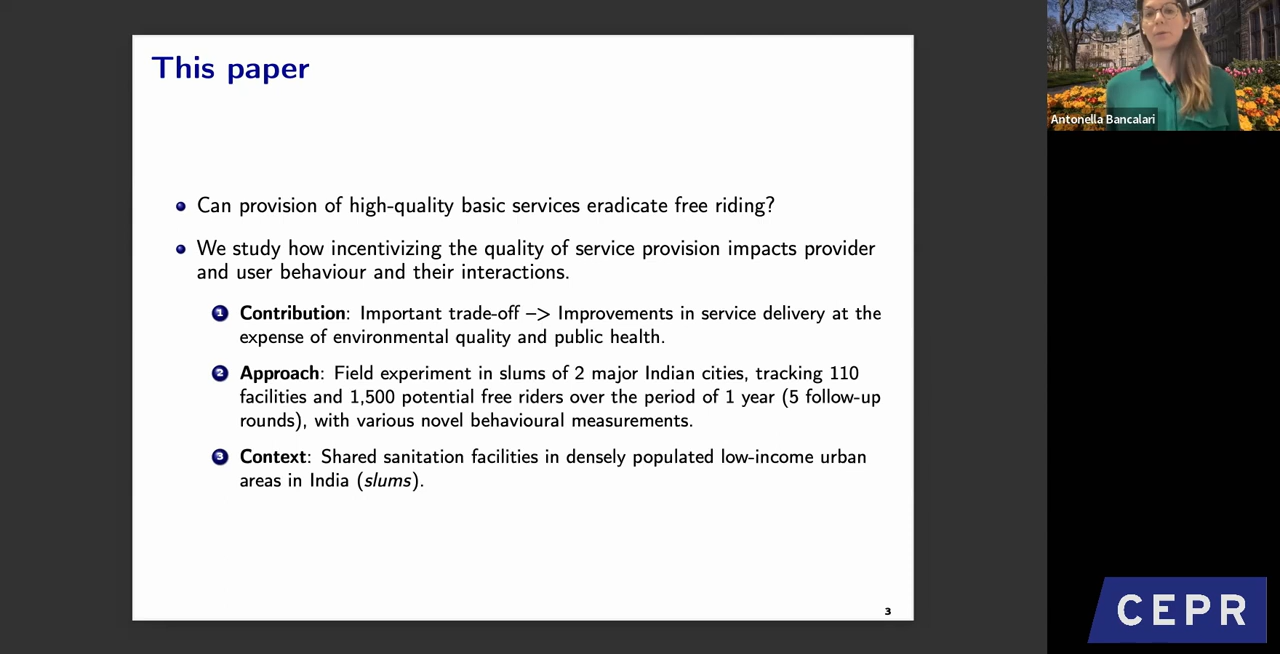 This paper
Can provision of high-quality basic services eradicate free riding?
We study how incentivizing the quality of service provision impacts provider
and user behaviour and their interactions.
1 Contribution: Important trade-off –> Improvements in service delivery at the
expense of environmental quality and public health.
2 Approach: Field experiment in slums of 2 major Indian cities, tracking 110
facilities and 1,500 potential free riders over the period of 1 year (5 follow-up
rounds), with various novel behavioural measurements.
3 Context: Shared sanitation facilities in densely populated low-income urban
areas in India (slums).
3
Antonella Bancalari
CEPR